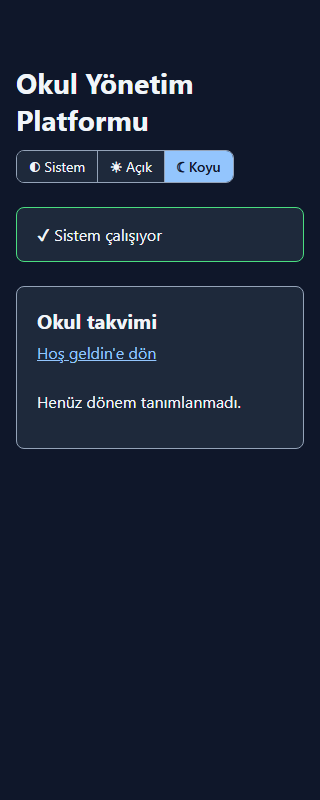 Okul Yönetim
Platformu
◐ Sistem ☀ Açık ☾ Koyu
✓ Sistem çalışıyor
Okul takvimi
Hoş geldin'e dön
Henüz dönem tanımlanmadı.